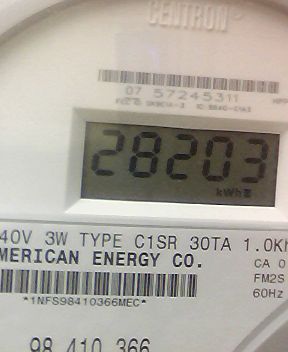 CENTRON®
07 57245311
28203
kWh
40V 3W TYPE C1SR 30TA 1.0Kh
MERICAN ENERGY CO.
CA 0
FM2S
*1NFS98410366MEC*
60Hz
98 410 366